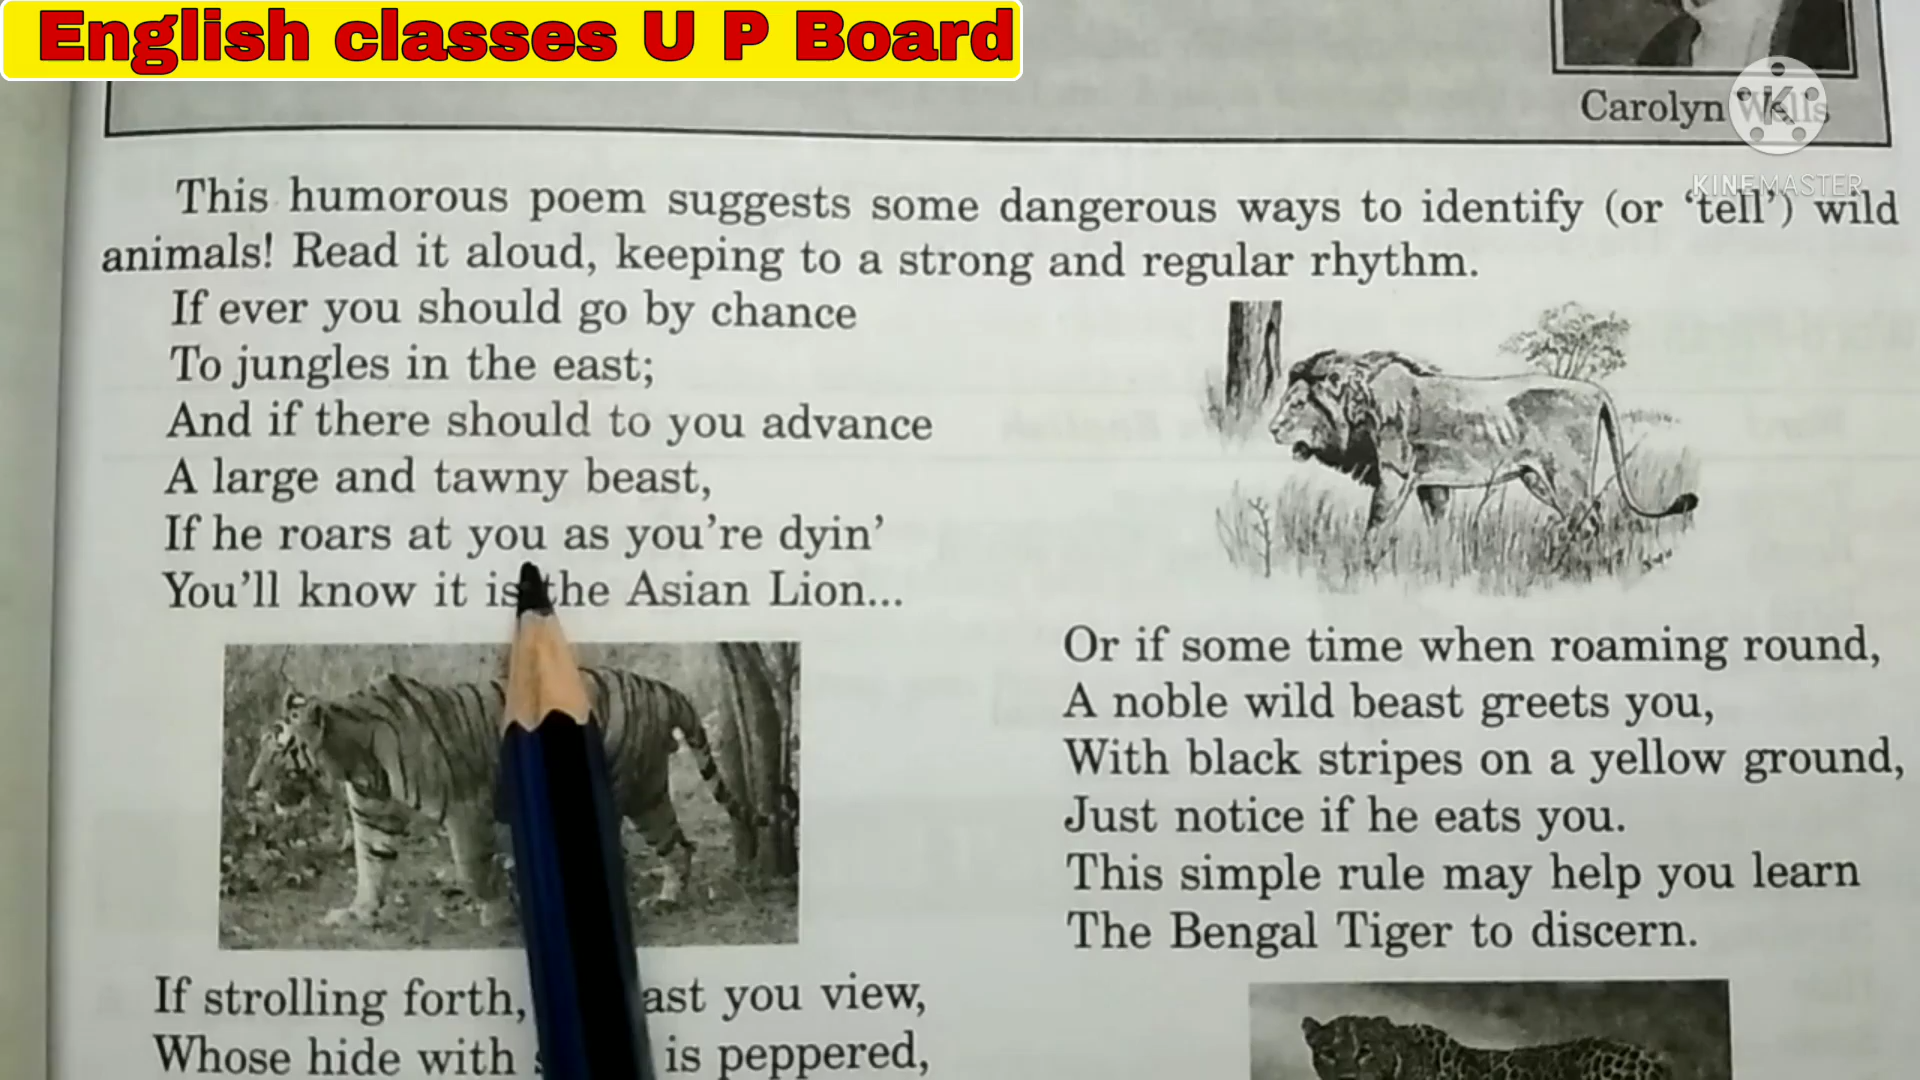 English classes U P Board
Carolyn Wells
KINEMASTER
This humorous poem suggests some dangerous ways to identify (or ‘tell’) wild
animals! Read it aloud, keeping to a strong and regular rhythm.
If ever you should go by chance
To jungles in the east;
And if there should to you advance
A large and tawny beast,
If he roars at you as you’re dyin’
You’ll know it is the Asian Lion...
Or if some time when roaming round,
A noble wild beast greets you,
With black stripes on a yellow ground,
Just notice if he eats you.
This simple rule may help you learn
The Bengal Tiger to discern.
If strolling forth, ast you view,
Whose hide with is peppered,